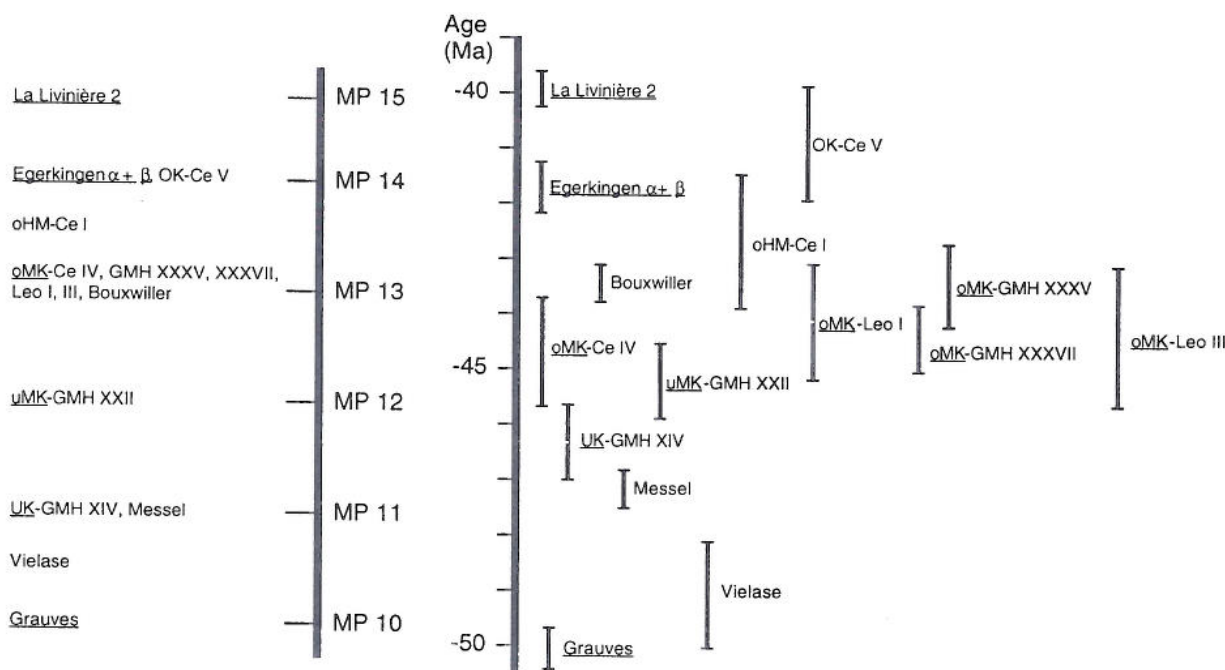 Age
(Ma)
La Livinière 2
MP 15
-40
La Livinière 2
OK-Ce V
Egerkingen α+ β OK-Ce V
MP 14
Egerkingen α+ β
oHM-Ce I
oHM-Ce I
oMK-Ce IV, GMH XXXV, XXXVII,
Leo I, III, Bouxwiller
MP 13
Bouxwiller
oMK-GMH XXXV
oMK-Leo I
oMK-Leo III
oMK-Ce IV
oMK-GMH XXXVII
-45
uMK-GMH XXII
uMK-GMH XXII
MP 12
UK-GMH XIV
Messel
UK-GMH XIV, Messel
MP 11
Vielase
Vielase
Grauves
MP 10
-50
Grauves